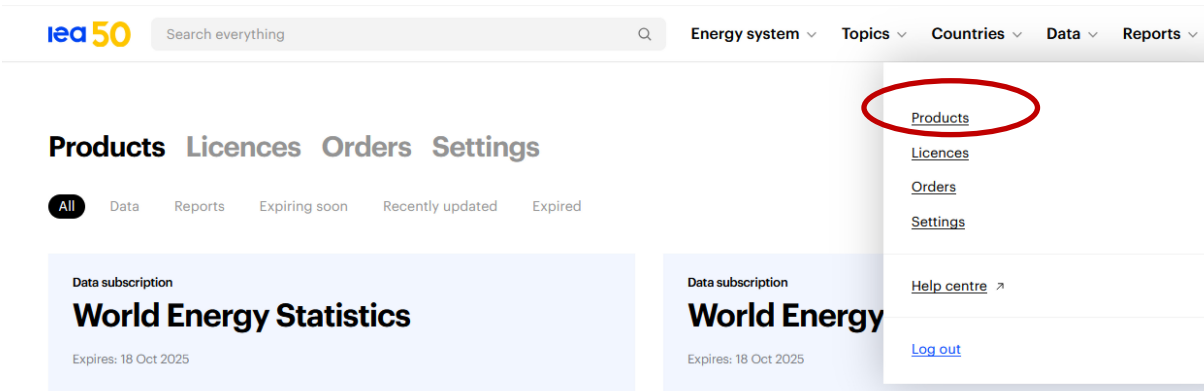 iea 50 Search everything Energy system Topics Countries Data Reports
Products
Licences
Orders
Settings
Help centre
Log out
Products Licences Orders Settings
All Data Reports Expiring soon Recently updated Expired
Data subscription
World Energy Statistics
Expires: 18 Oct 2025
Data subscription
World Energy
Expires: 18 Oct 2025